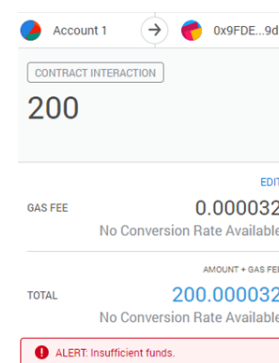 Account 1 0x9FDE...9d
CONTRACT INTERACTION
200
EDIT
GAS FEE 0.000032
No Conversion Rate Available
AMOUNT + GAS FEE
TOTAL 200.000032
No Conversion Rate Available
ALERT: Insufficient funds.